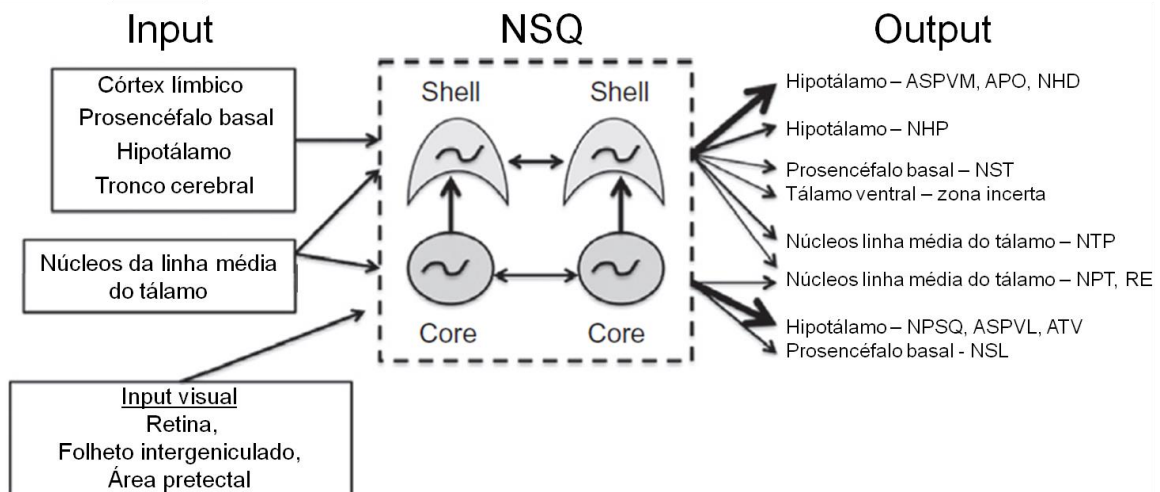 Input
NSQ
Output
Córtex límbico
Prosencéfalo basal
Hipotálamo
Tronco cerebral
Núcleos da linha média
do tálamo
Input visual
Retina,
Folheto intergeniculado,
Área pretectal
Shell
Shell
Core
Core
Hipotálamo – ASPVM, APO, NHD
Hipotálamo – NHP
Prosencéfalo basal – NST
Tálamo ventral – zona incerta
Núcleos linha média do tálamo – NTP
Núcleos linha média do tálamo – NPT, RE
Hipotálamo – NPSQ, ASPVL, ATV
Prosencéfalo basal - NSL